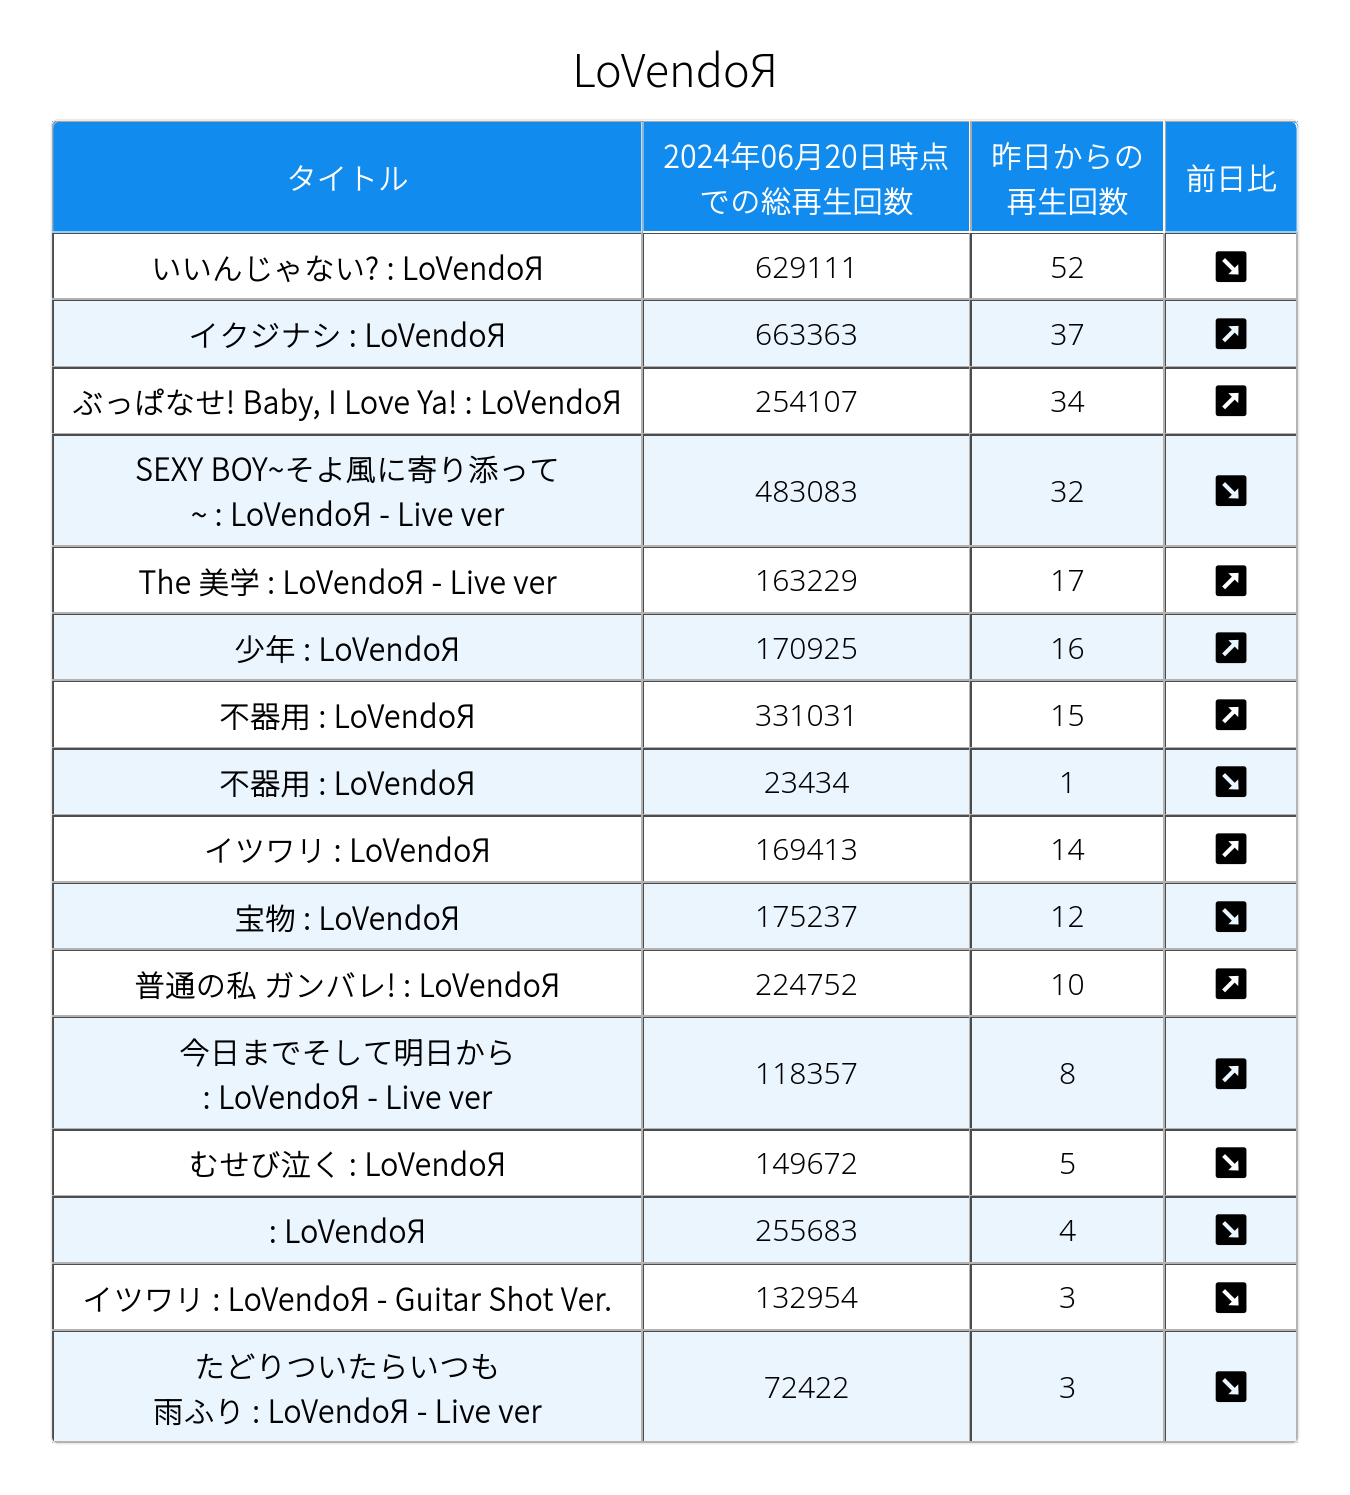 LoVendoЯ
タイトル
2024年06月20日時点
での総再生回数
昨日からの
再生回数
前日比
いいんじゃない? : LoVendoЯ
629111
52
イクジナシ : LoVendoЯ
663363
37
ぶっぱなせ! Baby, I Love Ya! : LoVendoЯ
254107
34
SEXY BOY~そよ風に寄り添って
~ : LoVendoЯ - Live ver
483083
32
The 美学 : LoVendoЯ - Live ver
163229
17
少年 : LoVendoЯ
170925
16
不器用 : LoVendoЯ
331031
15
不器用 : LoVendoЯ
23434
1
イツワリ : LoVendoЯ
169413
14
宝物 : LoVendoЯ
175237
12
普通の私 ガンバレ! : LoVendoЯ
224752
10
今日までそして明日から
: LoVendoЯ - Live ver
118357
8
むせび泣く : LoVendoЯ
149672
5
: LoVendoЯ
255683
4
イツワリ : LoVendoЯ - Guitar Shot Ver.
132954
3
たどりついたらいつも
雨ふり : LoVendoЯ - Live ver
72422
3